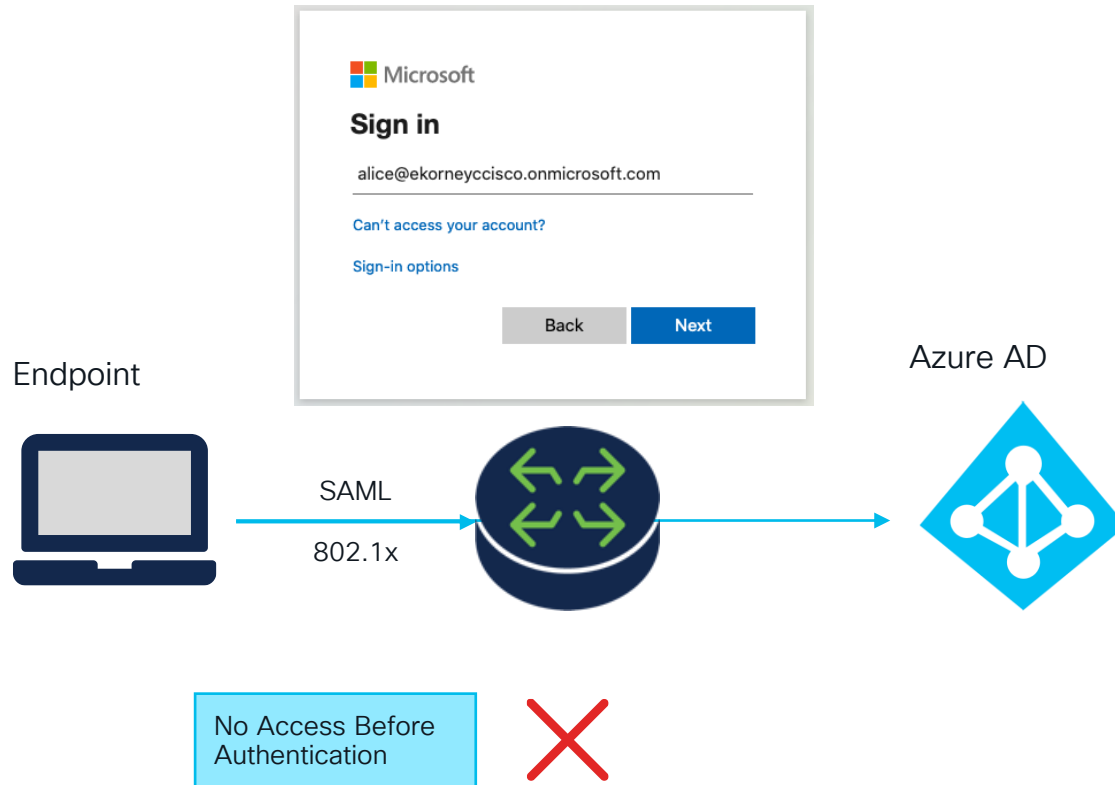 Microsoft
Sign in
alice@ekorneyccisco.onmicrosoft.com
Can't access your account?
Sign-in options
Back
Next
Endpoint
Azure AD
SAML
802.1x
No Access Before
Authentication